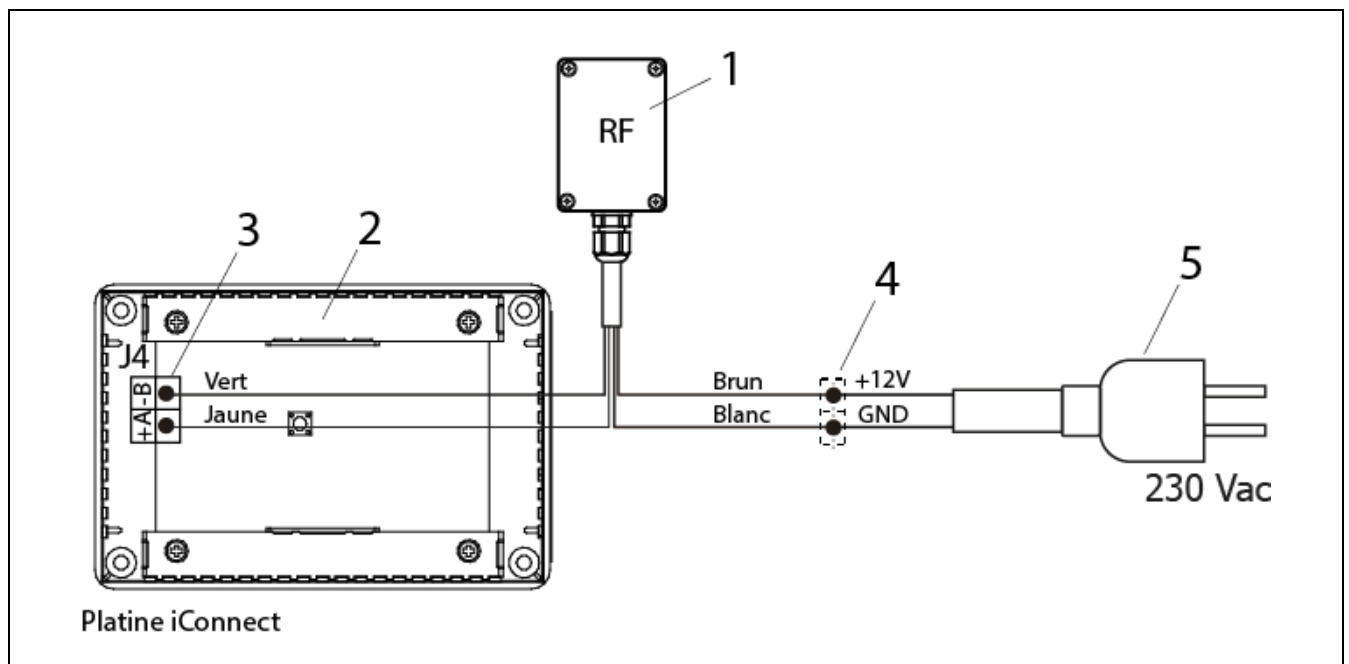 1
RF
3
2
4
5
J4
-B
Vert
Brun
+12V
+A
Jaune
Blanc
GND
230 Vac
Platine iConnect